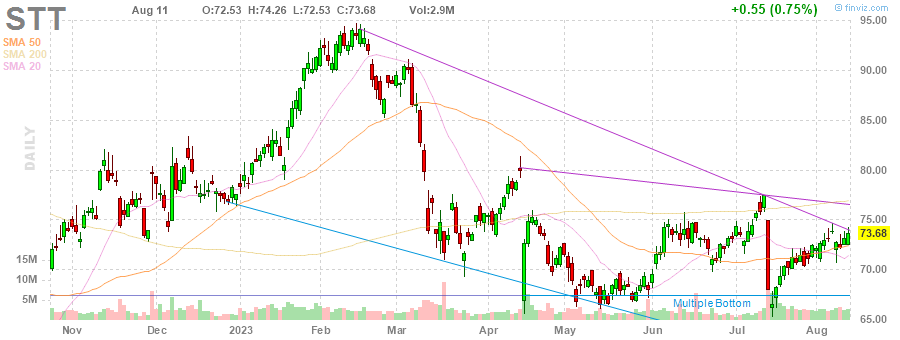 STT Aug 11 O:72.53 H:74.26 L:72.53 C:73.68 Vol:2.9M +0.55 (0.75%) © finviz.com
SMA 50
SMA 200
SMA 20
DAILY
95.00
90.00
85.00
80.00
75.00
73.68
70.00
65.00
15M
10M
5M
Multiple Bottom
Nov Dec 2023 Feb Mar Apr May Jun Jul Aug